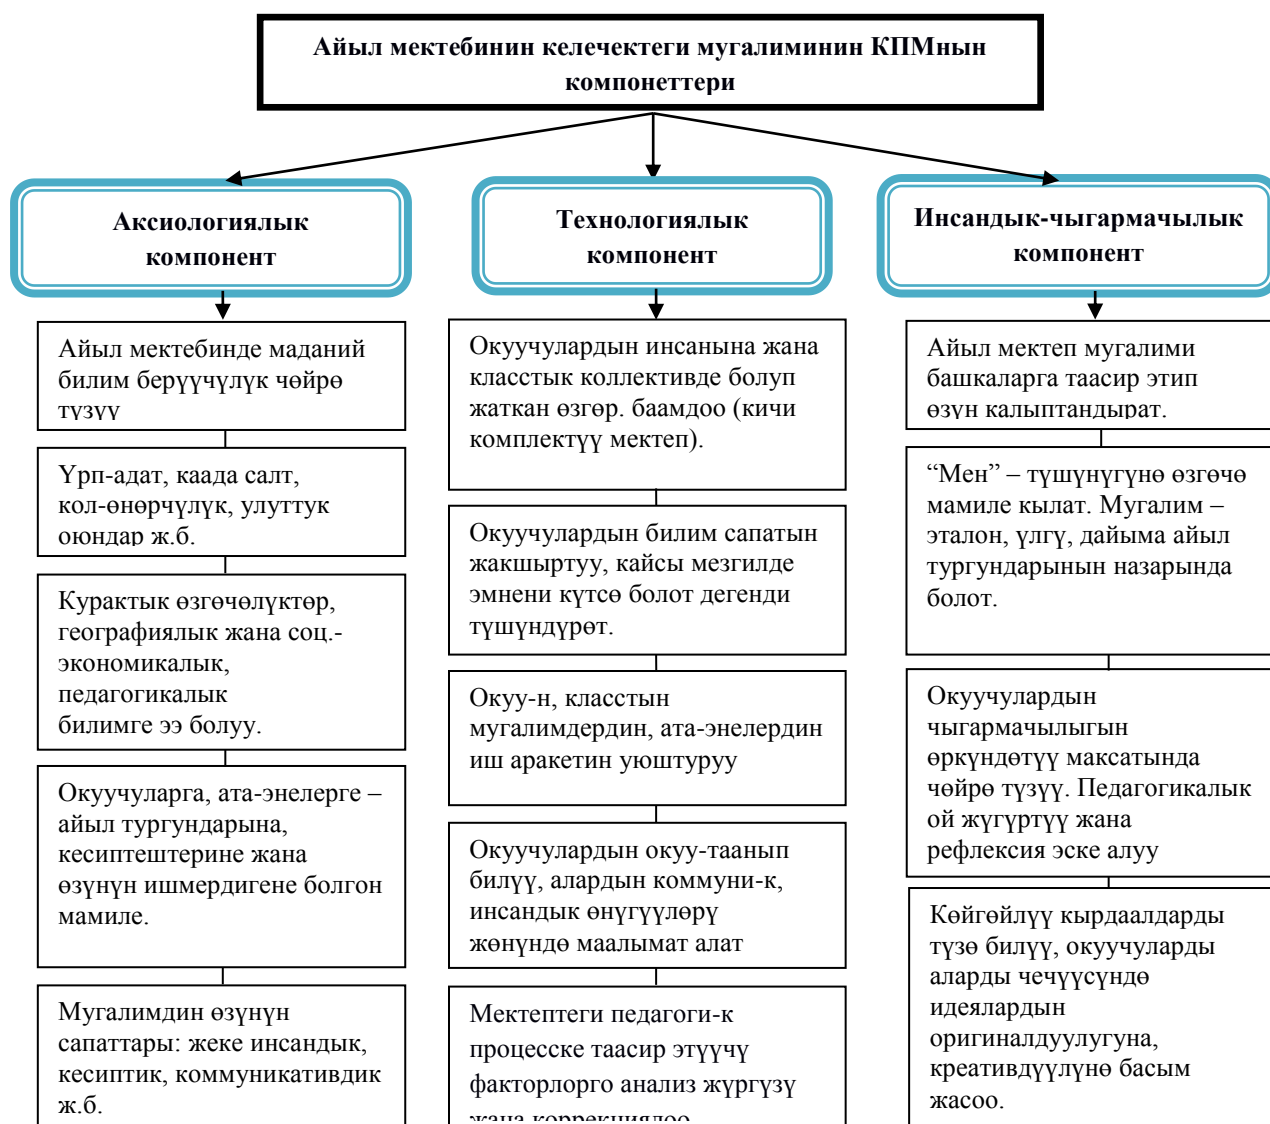 Айыл мектебинин келечектеги мугалиминин КПМнын
компонеттери
Аксиологиялык
компонент
Технологиялык
компонент
Инсандык-чыгармачылык
компонент
Айыл мектебинде маданий
билим берүүчүлүк чөйрө
түзүү
Үрп-адат, каада салт,
кол-өнөрчүлүк, улуттук
оюндар ж.б.
Курактык өзгөчөлүктөр,
географиялык жана соц.-
экономикалык,
педагогикалык
билимге ээ болуу.
Окуучуларга, ата-энелерге –
айыл тургундарына,
кесиптештерине жана
өзүнүн ишмердигене болгон
мамиле.
Мугалимдин өзүнүн
сапаттары: жеке инсандык,
кесиптик, коммуникативдик
ж.б.
Окуучулардын инсанына жана
класстык коллективде болуп
жаткан өзгөр. баамдоо (кичи
комплектүү мектеп).
Окуучулардын билим сапатын
жакшыртуу, кайсы мезгилде
эмнени күтсө болот дегенди
түшүндүрөт.
Окуу-н, класстын
мугалимдердин, ата-энелердин
иш аракетин уюштуруу
Окуучулардын окуу-таанып
билүү, алардын коммуни-к,
инсандык өнүгүүлөрү
жөнүндө маалымат алат
Мектептеги педагоги-к
процесске таасир этүүчү
факторлорго анализ жүргүзү
жана коррекциялоо
Айыл мектеп мугалими
башкаларга таасир этип
өзүн калыптандырат.
“Мен” – түшүнүгүнө өзгөчө
мамиле кылат. Мугалим –
эталон, үлгү, дайыма айыл
тургундарынын назарында
болот.
Окуучулардын
чыгармачылыгын
өркүндөтүү максатында
чөйрө түзүү. Педагогикалык
ой жүгүртүү жана
рефлексия эске алуу
Көйгөйлүү кырдаалдарды
түзө билүү, окуучуларды
аларды чечүүсүндө
идеялардын
оригиналдуулугуна,
креативдүүлүнө басым
жасоо.